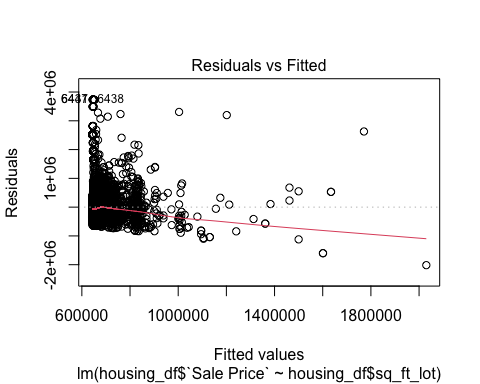 Residuals vs Fitted
Residuals
4e+06
1e+06
-2e+06
6438
600000 1000000 1400000 1800000
Fitted values
lm(housing_df$`Sale Price` ~ housing_df$sq_ft_lot)